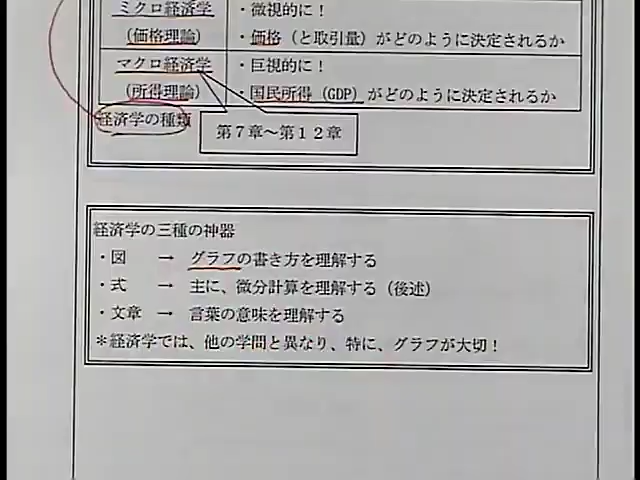 ミクロ経済学
・微視的に！
(価格理論)
・価格（と取引量）がどのように決定されるか
マクロ経済学
・巨視的に！
(所得理論)
・国民所得（GDP）がどのように決定されるか
経済学の種類
第７章～第１２章
経済学の三種の神器
・図　→　グラフの書き方を理解する
・式　→　主に、微分計算を理解する（後述）
・文章　→　言葉の意味を理解する
＊経済学では、他の学問と異なり、特に、グラフが大切！